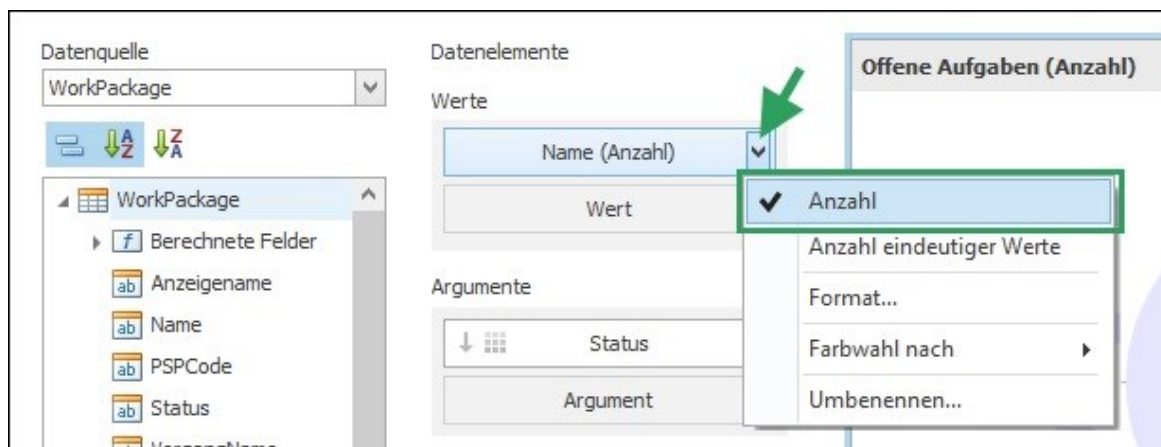 Datenquelle
WorkPackage
WorkPackage
Berechnete Felder
Anzeigename
Name
PSPCode
Status
VorgangName
Datenelemente
Werte
Name (Anzahl)
Wert
Argumente
Status
Argument
Anzahl
Anzahl eindeutiger Werte
Format...
Farbwahl nach
Umbenennen...
Offene Aufgaben (Anzahl)